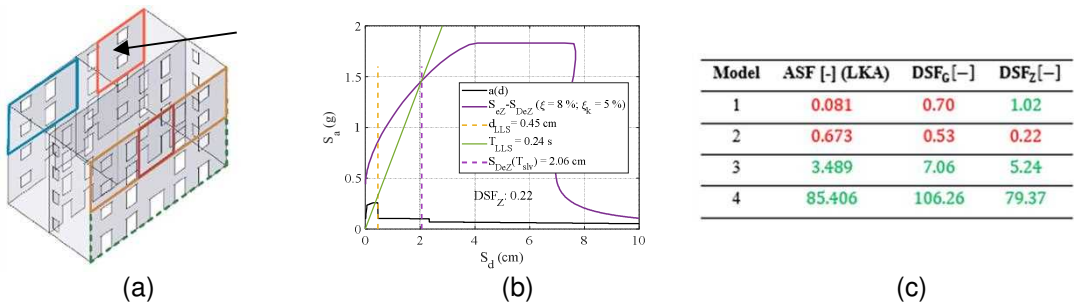 2
1.5
1
0.5
0
0
2
4
6
8
10
S_a (g)
S_d (cm)
a(d)
S_eZ-S_DeZ (ξ = 8 %; ξ_k = 5 %)
d_LLS = 0.45 cm
T_LLS = 0.24 s
S_DeZ(T_slv) = 2.06 cm
DSF_Z: 0.22
Model ASF [-] (LKA) DSF_G[−] DSF_Z[−]
1 0.081 0.70 1.02
2 0.673 0.53 0.22
3 3.489 7.06 5.24
4 85.406 106.26 79.37
(a) (b) (c)